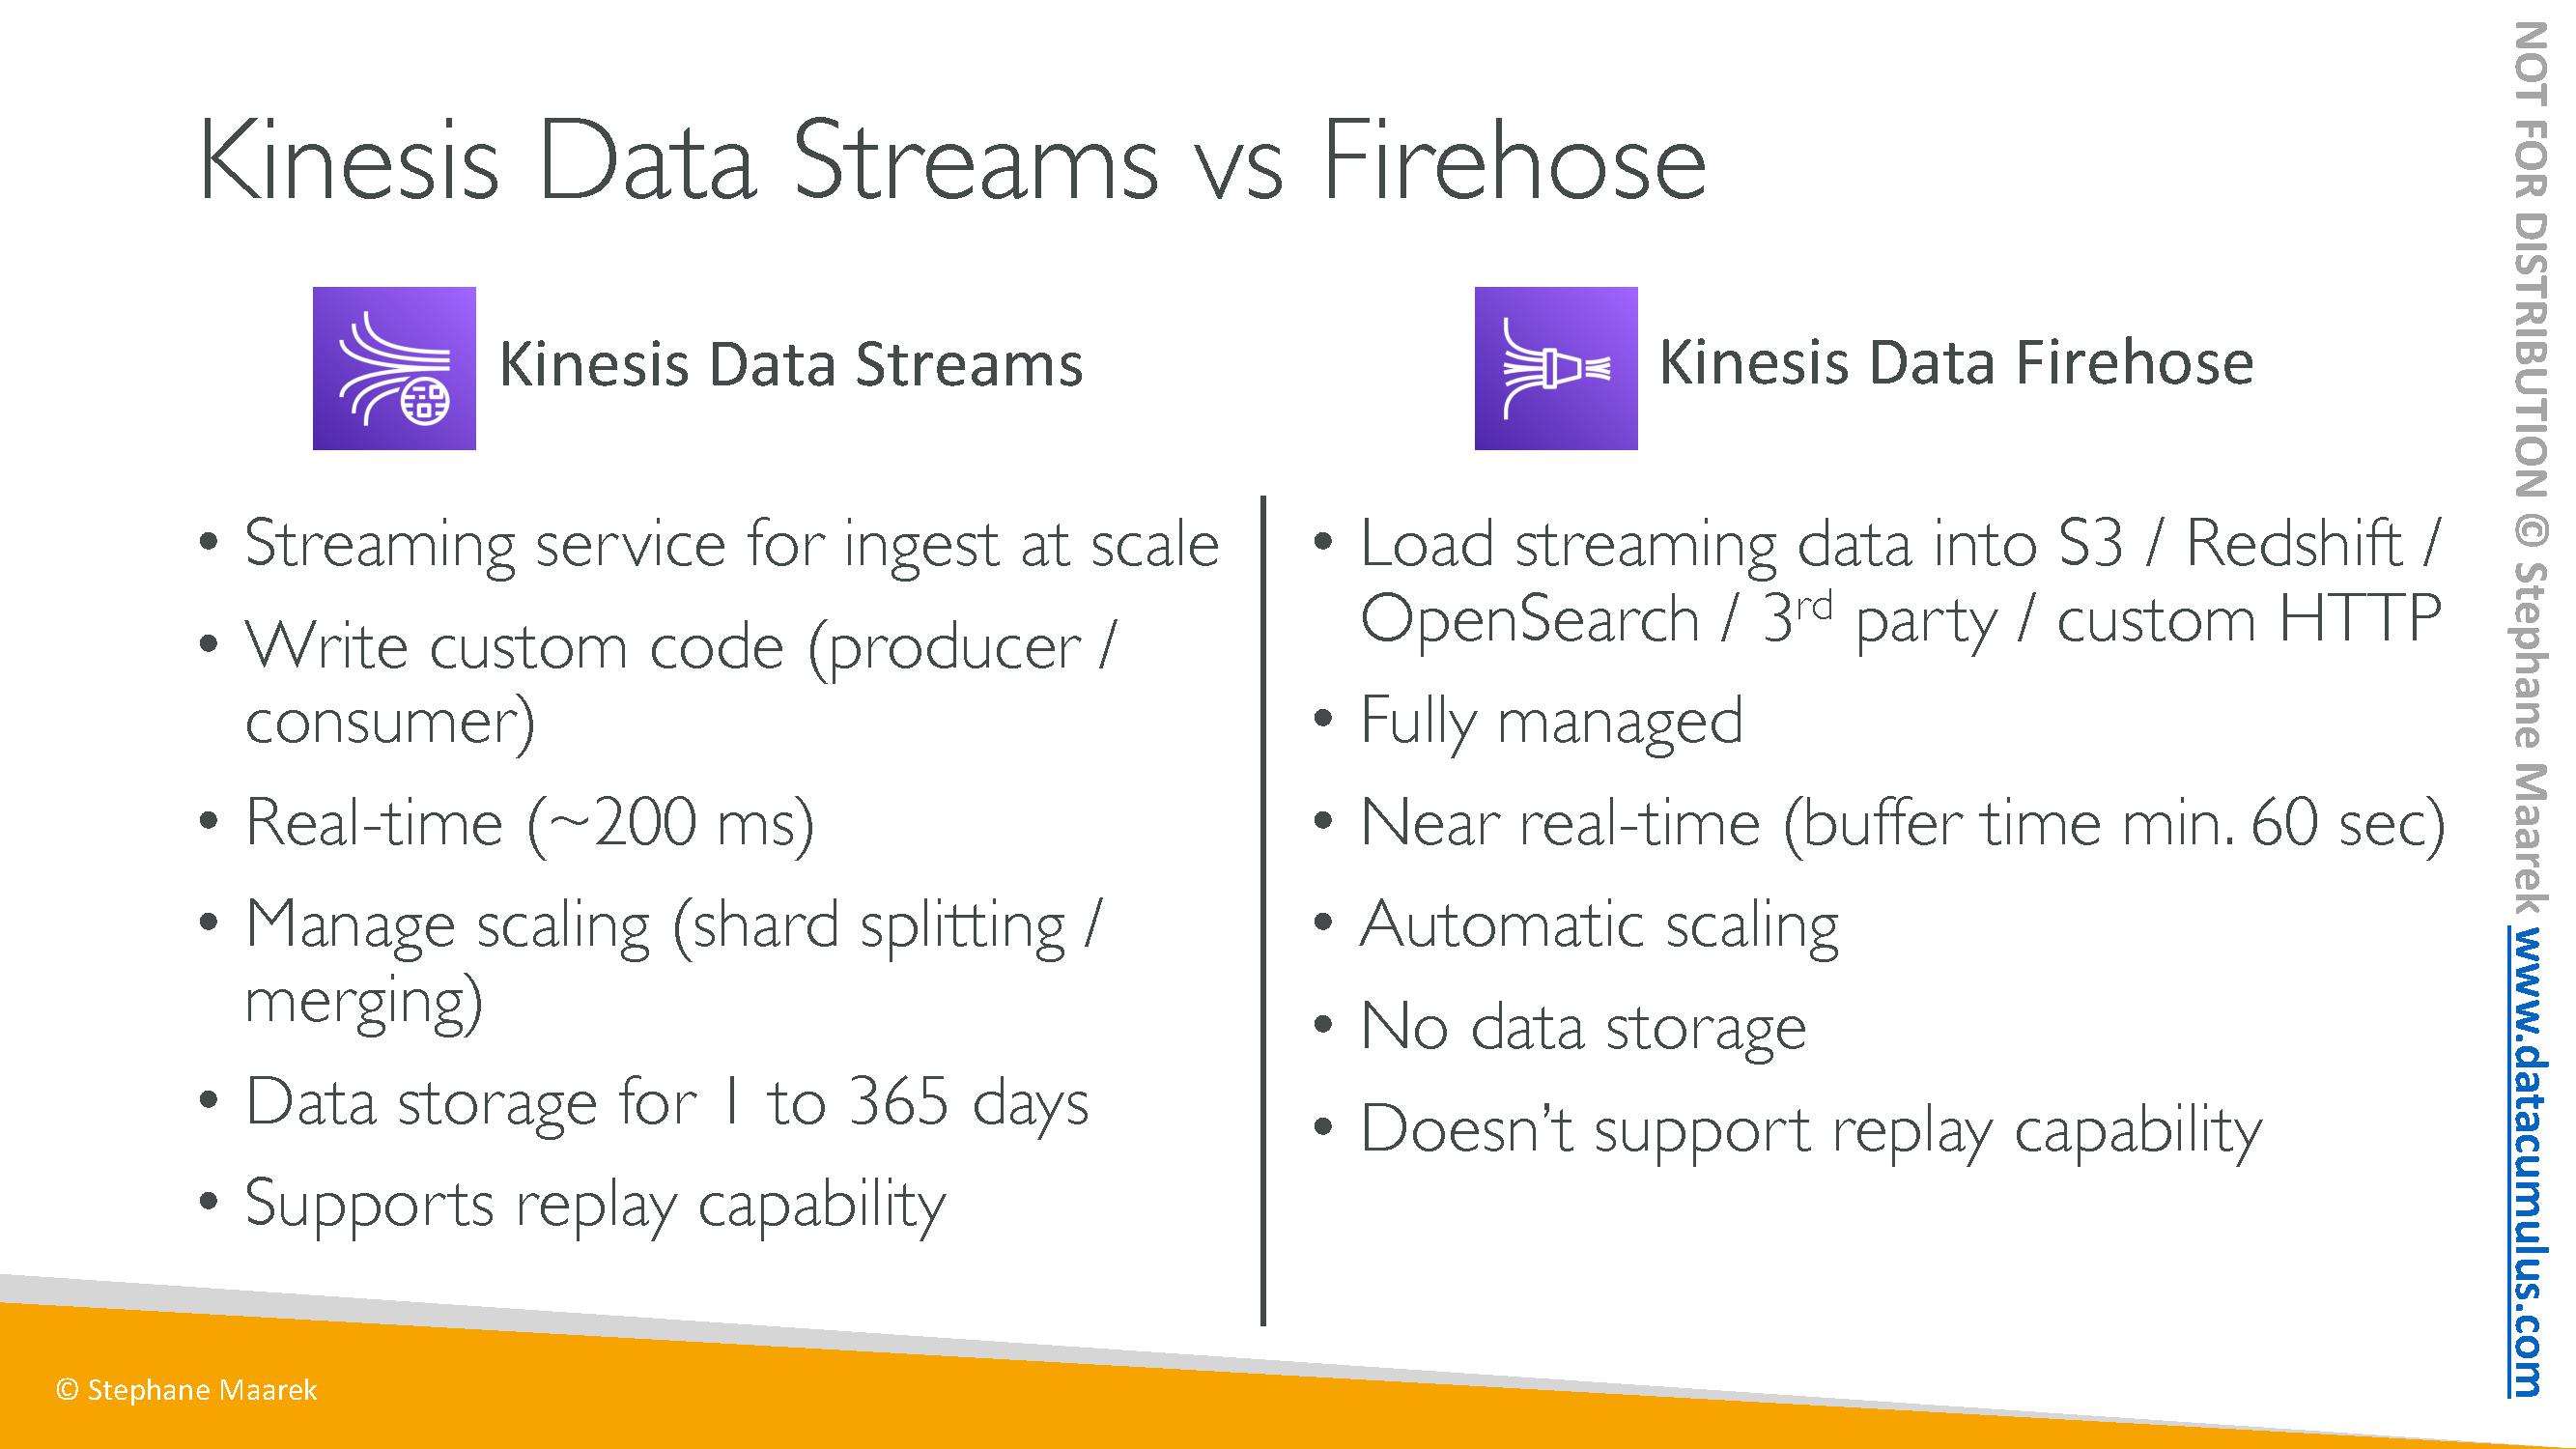 Kinesis Data Streams vs Firehose
Kinesis Data Streams
• Streaming service for ingest at scale
• Write custom code (producer /
consumer)
• Real-time (~200 ms)
• Manage scaling (shard splitting /
merging)
• Data storage for 1 to 365 days
• Supports replay capability
Kinesis Data Firehose
• Load streaming data into S3 / Redshift /
OpenSearch / 3rd party / custom HTTP
• Fully managed
• Near real-time (buffer time min. 60 sec)
• Automatic scaling
• No data storage
• Doesn’t support replay capability
© Stephane Maarek
NOT FOR DISTRIBUTION © Stephane Maarek www.datacumulus.com